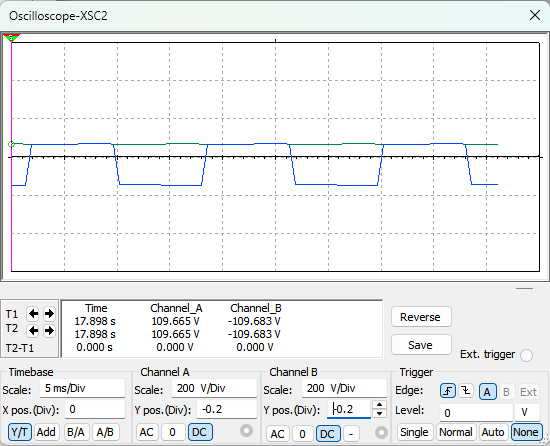 Oscilloscope-XSC2
Time Channel_A Channel_B
T1 17.898 s 109.665 V -109.683 V
T2 17.898 s 109.665 V -109.683 V
T2-T1 0.000 s 0.000 V 0.000 V
Reverse
Save
Ext. trigger
Timebase
Scale: 5 ms/Div
X pos.(Div): 0
Y/T Add B/A A/B
Channel A
Scale: 200 V/Div
Y pos.(Div): -0.2
AC 0 DC
Channel B
Scale: 200 V/Div
Y pos.(Div): -0.2
AC 0 DC -
Trigger
Edge: A B Ext
Level: 0 V
Single Normal Auto None